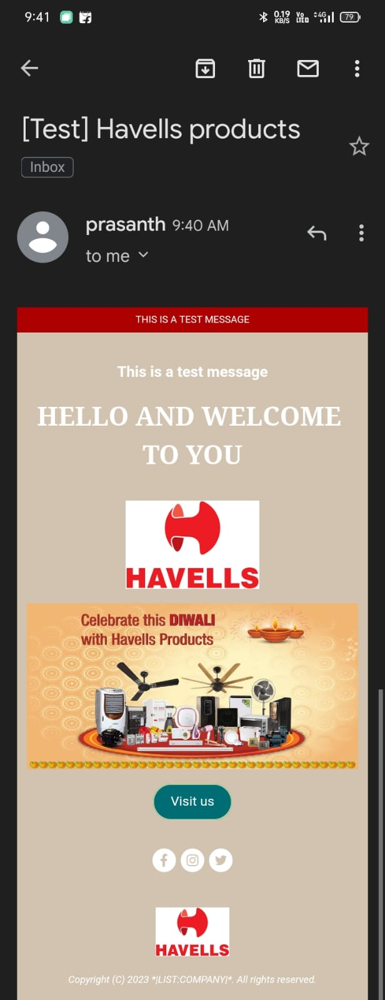 9:41
0.19
KB/S
Vo
LTED
4G
79
[Test] Havells products
Inbox
prasanth 9:40 AM
to me
THIS IS A TEST MESSAGE
This is a test message
HELLO AND WELCOME
TO YOU
HAVELLS
Celebrate this DIWALI
with Havells Products
Visit us
HAVELLS
Copyright (C) 2023 *|LIST:COMPANY|*. All rights reserved.